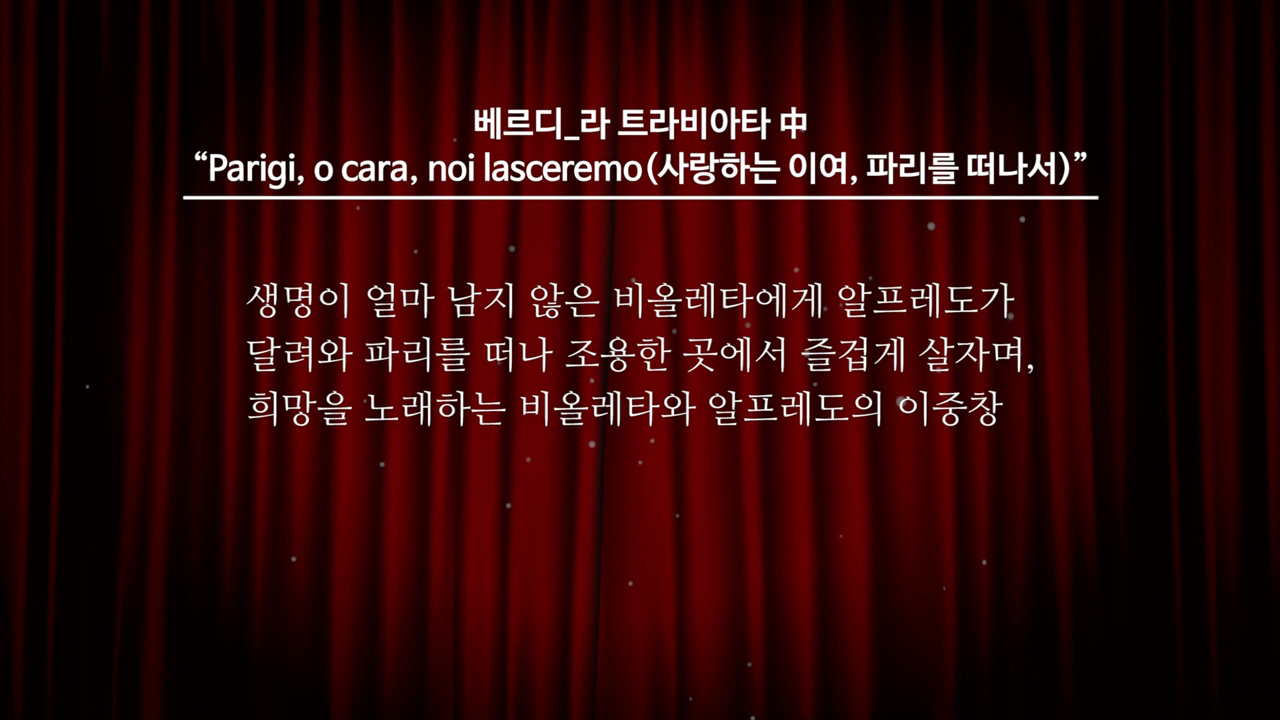 베르디_라 트라비아타 中
“Parigi, o cara, noi lasceremo(사랑하는 이여, 파리를 떠나서)”
생명이 얼마 남지 않은 비올레타에게 알프레도가
달려와 파리를 떠나 조용한 곳에서 즐겁게 살자며,
희망을 노래하는 비올레타와 알프레도의 이중창